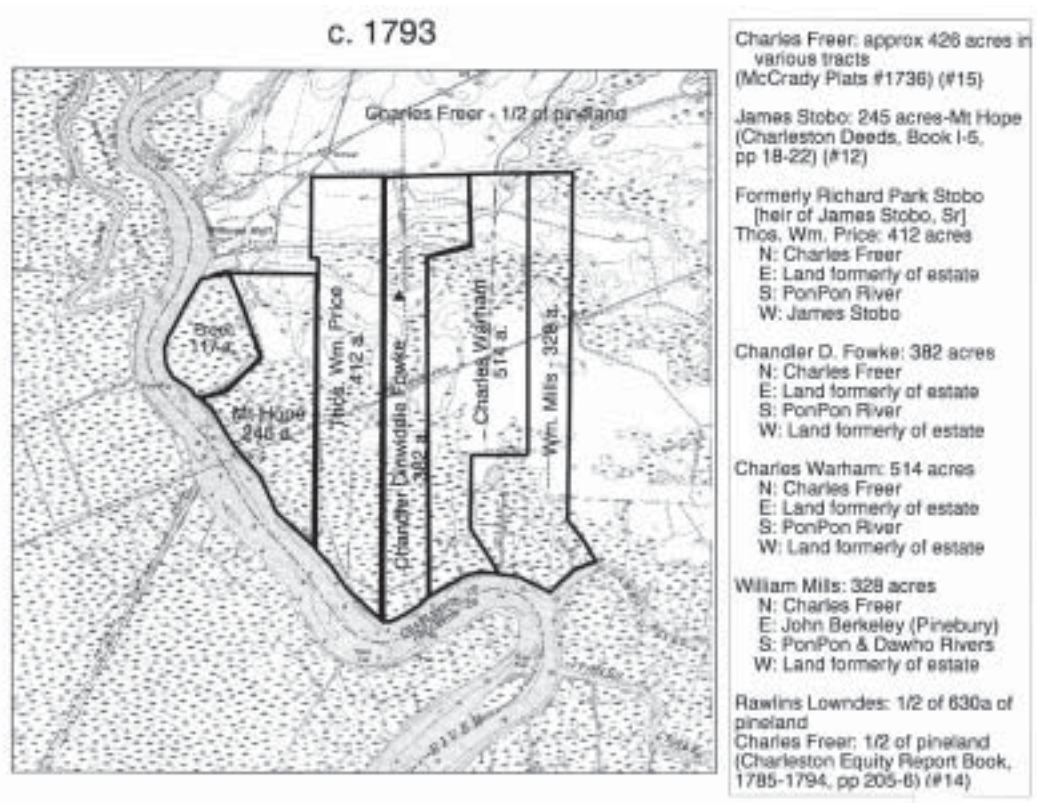 c. 1793
Charles Freer - 1/2 of pineland
117 a.
Mt Hope
Thos. Wm. Price
412 a.
Chandler Dinwiddie Fowke
382 a.
Charles Warham
514 a.
Wm. Mills - 328 a.
RIVER
Charles Freer: approx 426 acres in
various tracts
(McCrady Plats #1736) (#15)
James Stobo: 245 acres-Mt Hope
(Charleston Deeds, Book I-5,
pp 18-22) (#12)
Formerly Richard Park Stobo
[heir of James Stobo, Sr]
Thos. Wm. Price: 412 acres
N: Charles Freer
E: Land formerly of estate
S: PonPon River
W: James Stobo
Chandler D. Fowke: 382 acres
N: Charles Freer
E: Land formerly of estate
S: PonPon River
W: Land formerly of estate
Charles Warham: 514 acres
N: Charles Freer
E: Land formerly of estate
S: PonPon River
W: Land formerly of estate
William Mills: 328 acres
N: Charles Freer
E: John Berkeley (Pinebury)
S: PonPon & Dawho Rivers
W: Land formerly of estate
Rawlins Lowndes: 1/2 of 630a of
pineland
Charles Freer: 1/2 of pineland
(Charleston Equity Report Book,
1785-1794, pp 205-6) (#14)